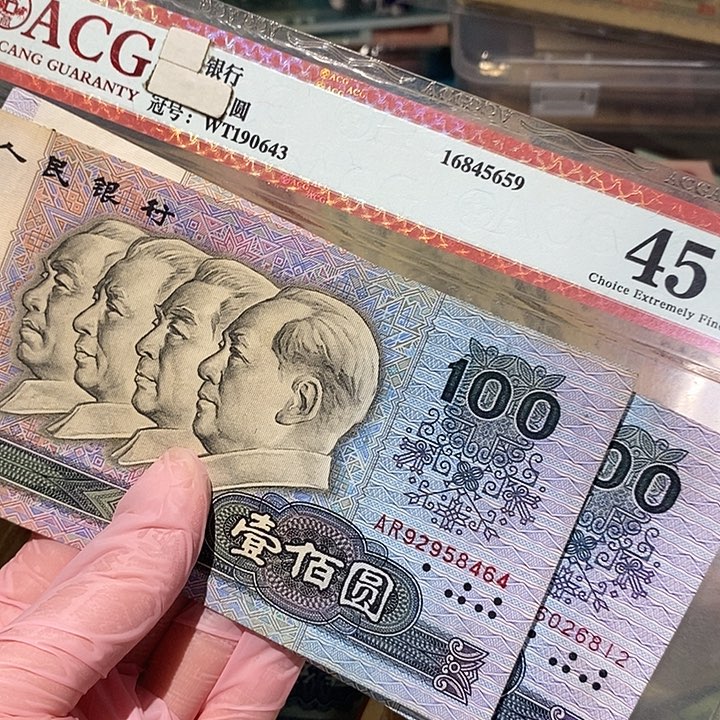 ACG
CANG GUARANTY
银行
圆
冠号：WT190643
16845659
45
Choice Extremely Fin
人民银行
100
AR92958464
壹佰圆
00
5026812